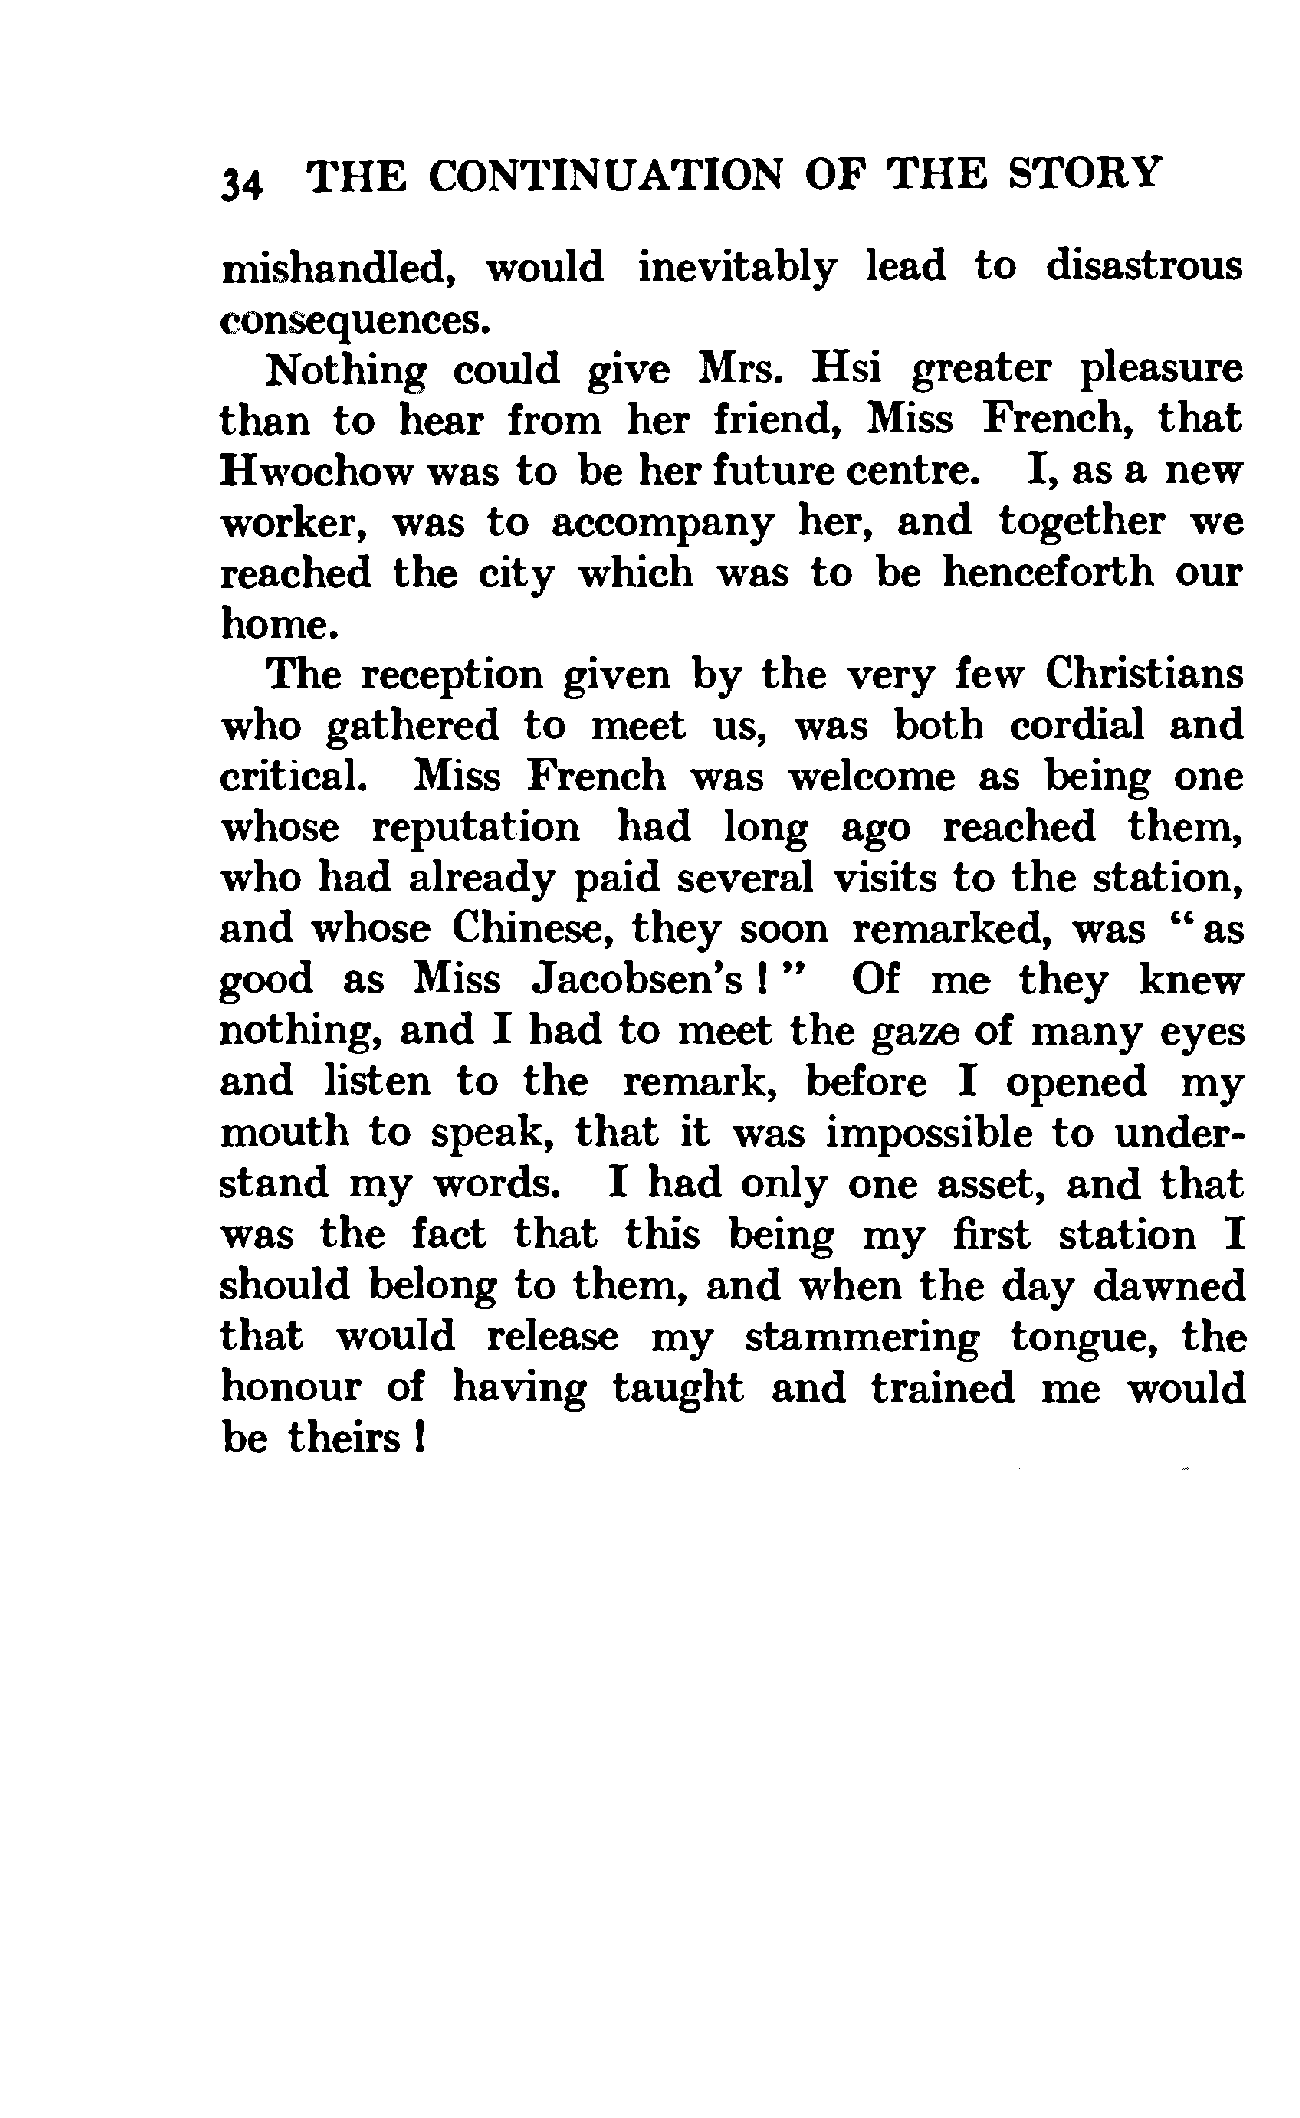 34 THE CONTINUATION OF THE STORY
mishandled, would inevitably lead to disastrous
consequences.
Nothing could give Mrs. Hsi greater pleasure
than to hear from her friend, Miss French, that
Hwochow was to be her future centre. I, as a new
worker, was to accompany her, and together we
reached the city which was to be henceforth our
home.
The reception given by the very few Christians
who gathered to meet us, was both cordial and
critical. Miss French was welcome as being one
whose reputation had long ago reached them,
who had already paid several visits to the station,
and whose Chinese, they soon remarked, was “ as
good as Miss Jacobsen's ! ” Of me they knew
nothing, and I had to meet the gaze of many eyes
and listen to the remark, before I opened my
mouth to speak, that it was impossible to under-
stand my words. I had only one asset, and that
was the fact that this being my first station I
should belong to them, and when the day dawned
that would release my stammering tongue, the
honour of having taught and trained me would
be theirs !